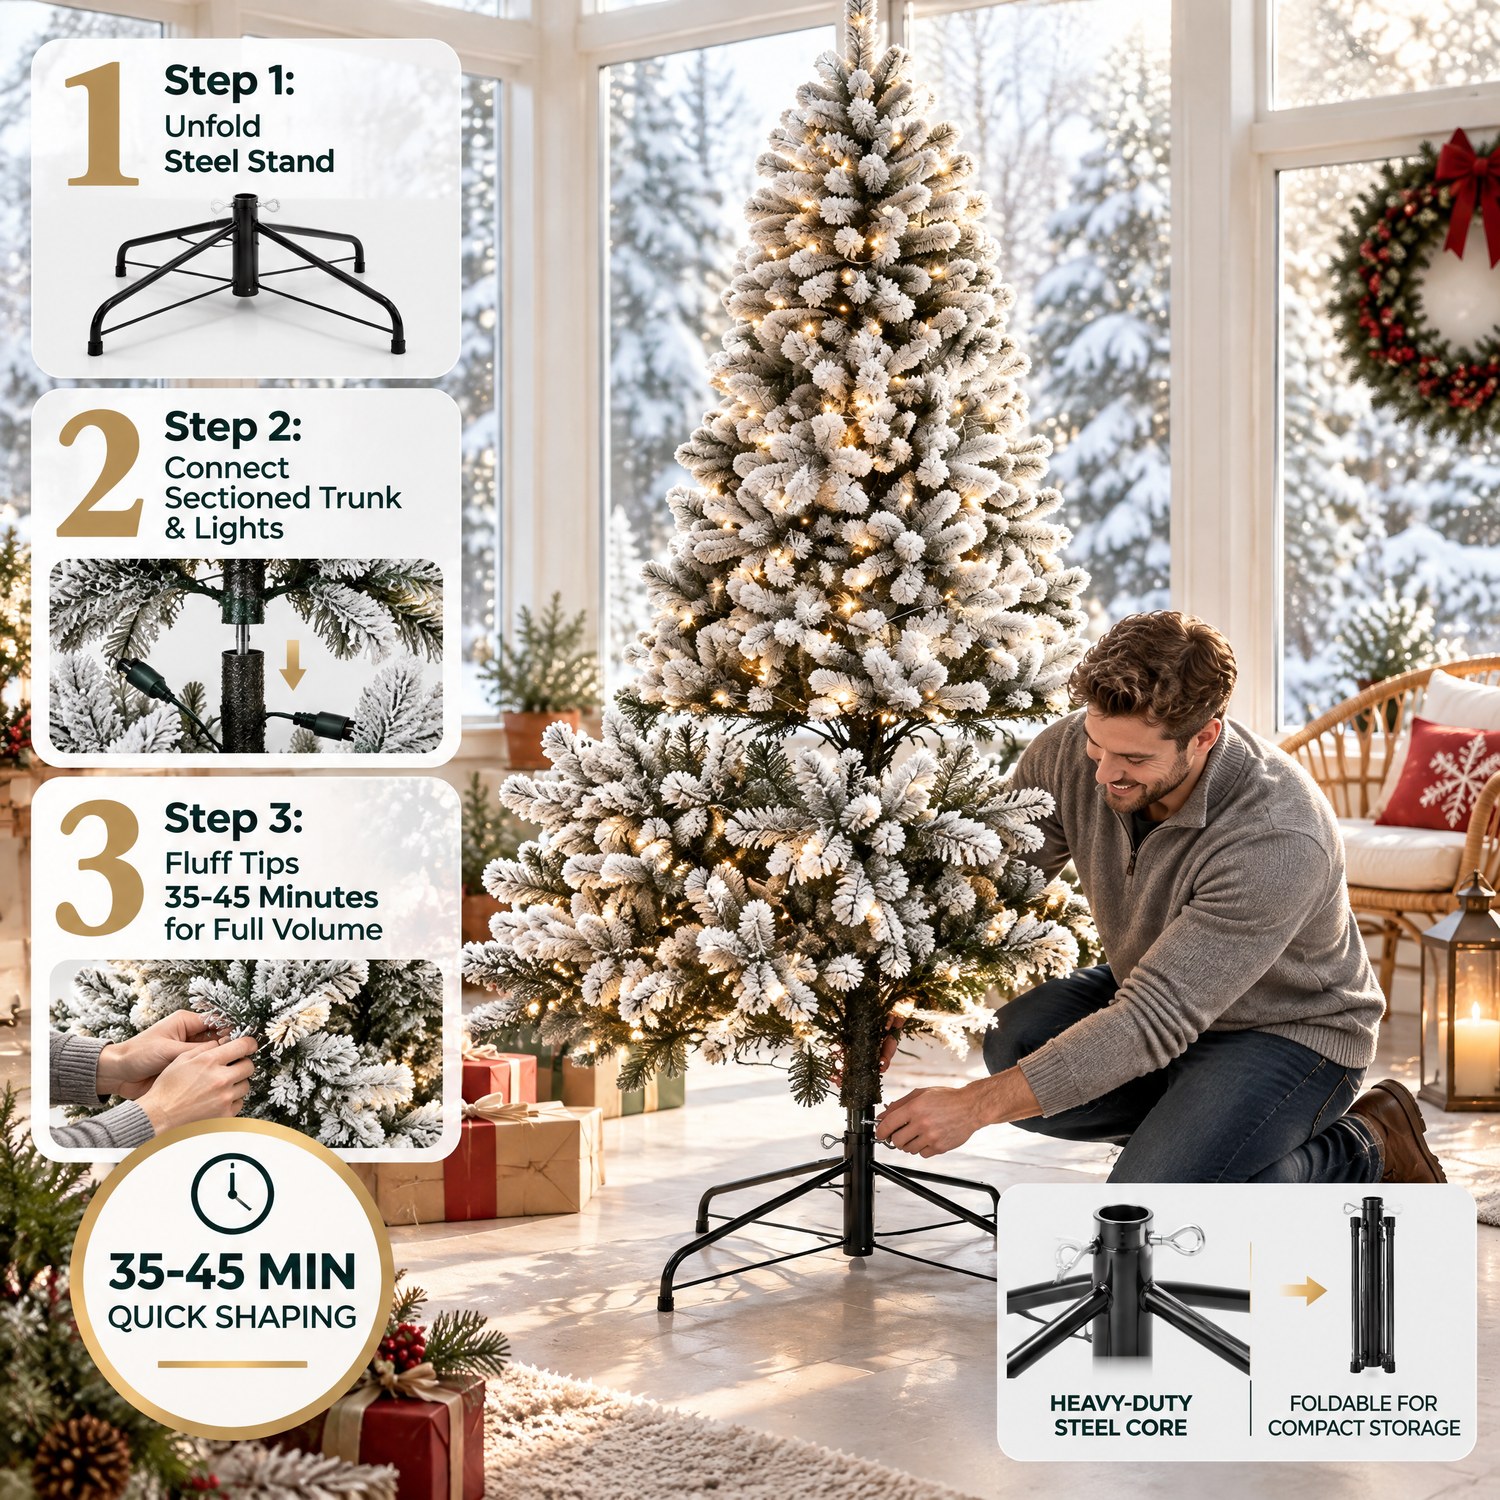 1
Step 1:
Unfold
Steel Stand
2
Step 2:
Connect
Sectioned Trunk
& Lights
3
Step 3:
Fluff Tips
35-45 Minutes
for Full Volume
35-45 MIN
QUICK SHAPING
HEAVY-DUTY
STEEL CORE
FOLDABLE FOR
COMPACT STORAGE